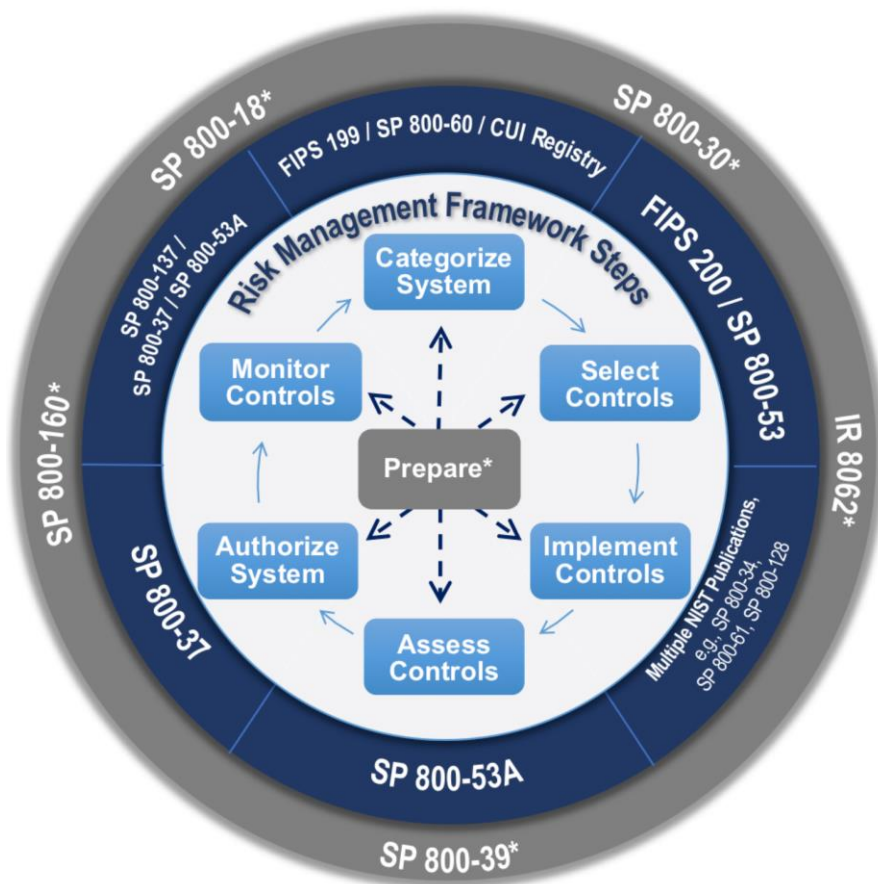 SP 800-18*
SP 800-30*
IR 8062*
SP 800-39*
SP 800-160*
FIPS 199 / SP 800-60 / CUI Registry
FIPS 200 / SP 800-53
Multiple NIST Publications,
e.g., SP 800-34,
SP 800-61, SP 800-128
SP 800-53A
SP 800-37
SP 800-137 /
SP 800-37 / SP 800-53A
Risk Management Framework Steps
Categorize
System
Select
Controls
Implement
Controls
Assess
Controls
Authorize
System
Monitor
Controls
Prepare*